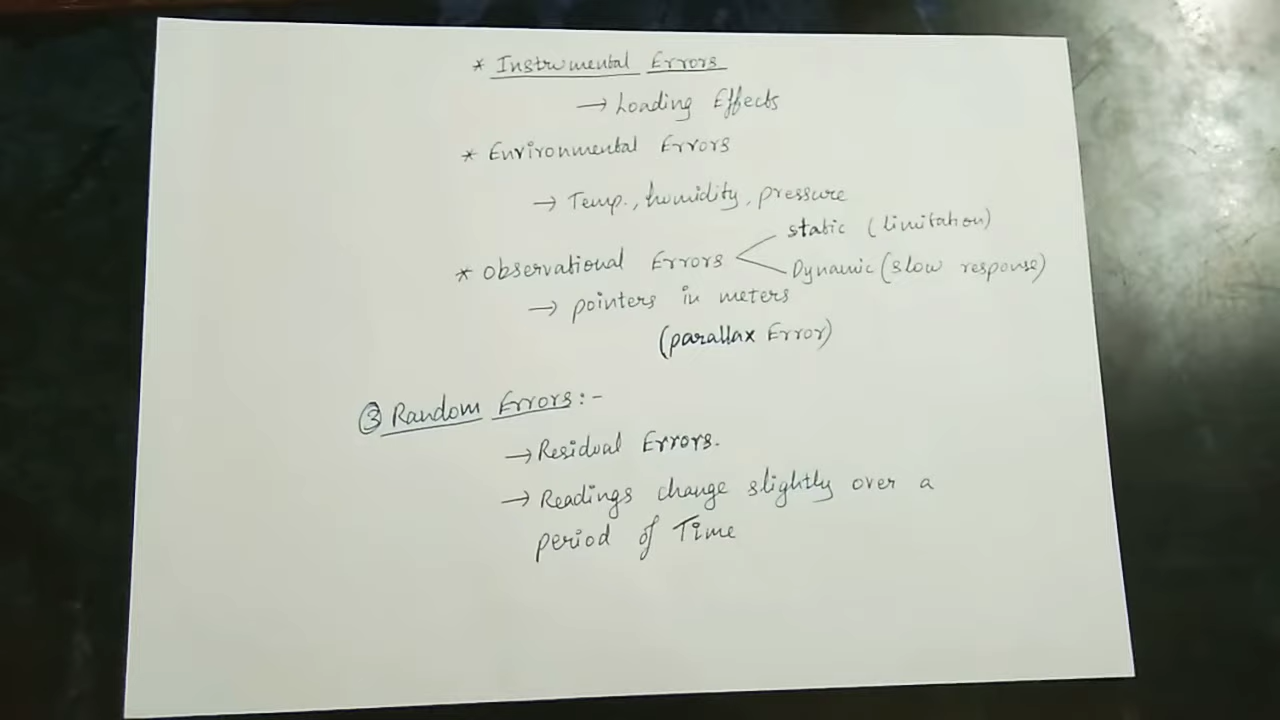 * Instrumental Errors
→ Loading Effects
* Environmental Errors
→ Temp., humidity, pressure
static (limitation)
* Observational Errors
Dynamic (slow response)
→ pointers in meters
(parallax Error)
③ Random Errors:-
→ Residual Errors.
→ Readings change slightly over a
period of Time